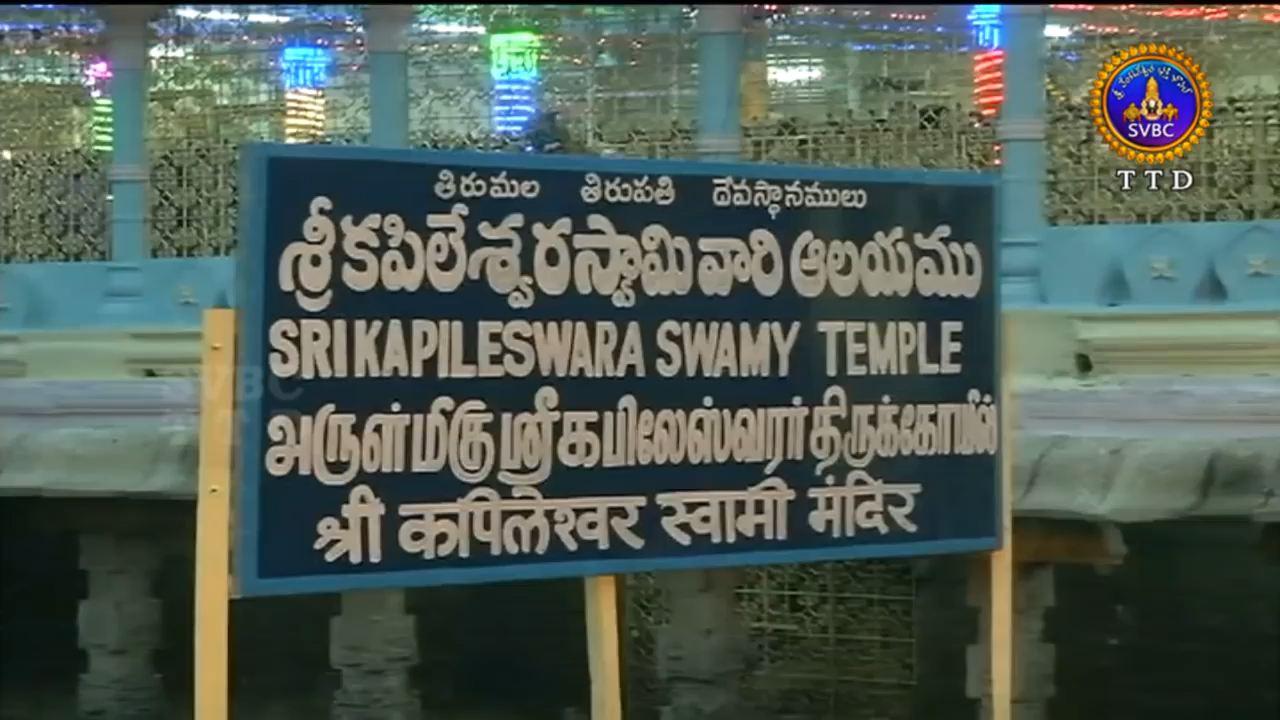 తిరుమల తిరుపతి దేవస్థానములు
శ్రీ కపిలేశ్వరస్వామి వారి ఆలయము
SRI KAPILESWARA SWAMY TEMPLE
அருள்மிகு ஸ்ரீ கபிலேஸ்வரர் திருக்கோயில்
श्री कपिलेश्वर स्वामी मंदिर
SVBC
TTD